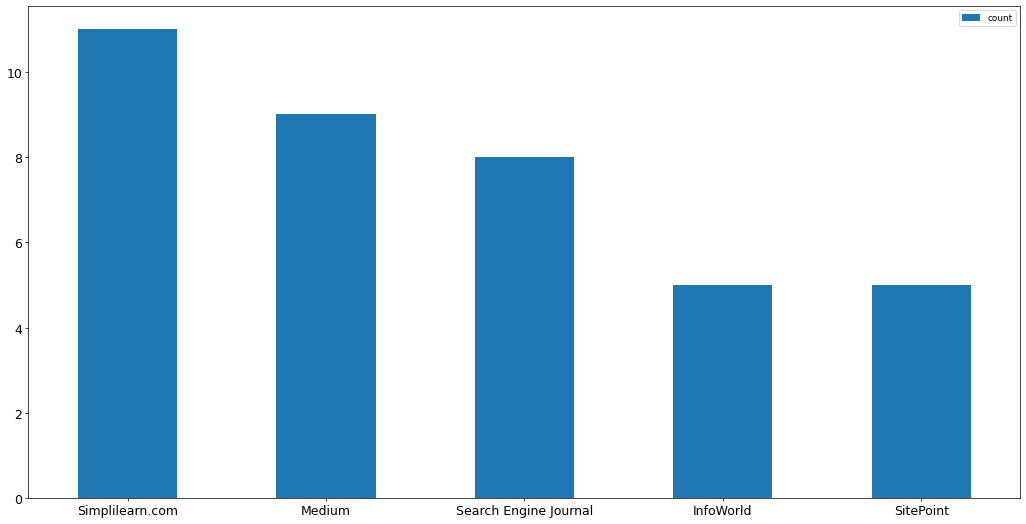 count
10
8
6
4
2
0
Simplilearn.com
Medium
Search Engine Journal
InfoWorld
SitePoint